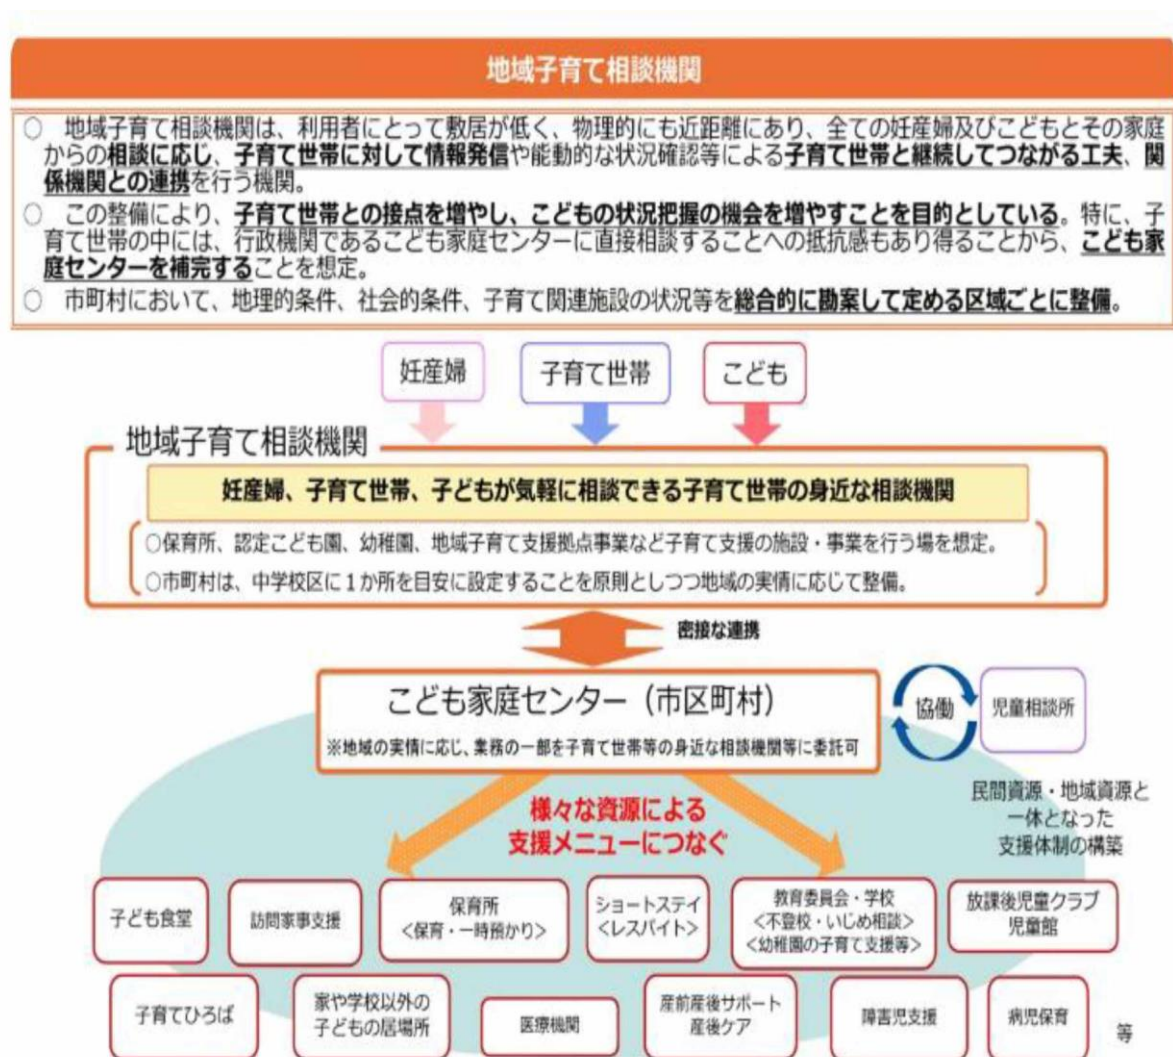 地域子育て相談機関
○　地域子育て相談機関は、利用者にとって敷居が低く、物理的にも近距離にあり、全ての妊産婦及びこどもとその家庭
からの相談に応じ、子育て世帯に対して情報発信や能動的な状況確認等による子育て世帯と継続してつながる工夫、関
係機関との連携を行う機関。
○　この整備により、子育て世帯との接点を増やし、こどもの状況把握の機会を増やすことを目的としている。特に、子
育て世帯の中には、行政機関であるこども家庭センターに直接相談することへの抵抗感もあり得ることから、こども家
庭センターを補完することを想定。
○　市町村において、地理的条件、社会的条件、子育て関連施設の状況等を総合的に勘案して定める区域ごとに整備。
妊産婦
子育て世帯
こども
地域子育て相談機関
妊産婦、子育て世帯、子どもが気軽に相談できる子育て世帯の身近な相談機関
○保育所、認定こども園、幼稚園、地域子育て支援拠点事業など子育て支援の施設・事業を行う場を想定。
○市町村は、中学校区に１か所を目安に設定することを原則としつつ地域の実情に応じて整備。
密接な連携
こども家庭センター（市区町村）
※地域の実情に応じ、業務の一部を子育て世帯等の身近な相談機関等に委託可
協働
児童相談所
様々な資源による
支援メニューにつなぐ
民間資源・地域資源と
一体となった
支援体制の構築
子ども食堂
訪問家事支援
保育所
＜保育・一時預かり＞
ショートステイ
＜レスパイト＞
教育委員会・学校
＜不登校・いじめ相談＞
＜幼稚園の子育て支援等＞
放課後児童クラブ
児童館
子育てひろば
家や学校以外の
子どもの居場所
医療機関
産前産後サポート
産後ケア
障害児支援
病児保育
等